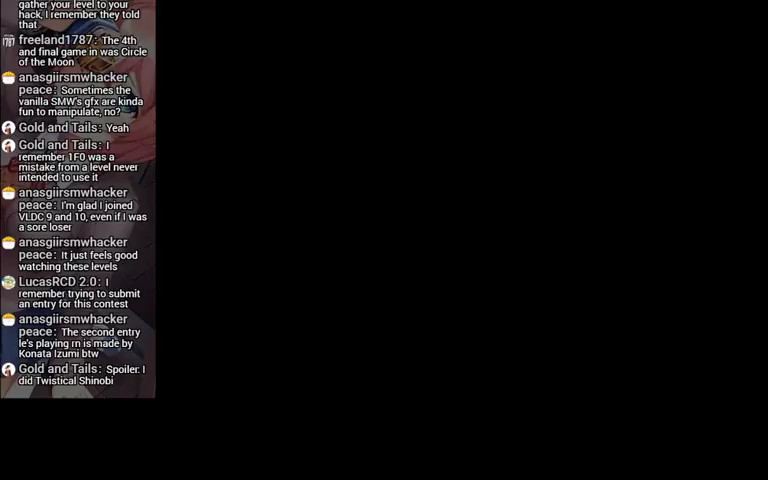 gather your level to your
hack, I remember they told
that
freeland1787: The 4th
and final game in was Circle
of the Moon
anasgiirsmwhacker
peace: Sometimes the
vanilla SMW's gfx are kinda
fun to manipulate, no?
Gold and Tails: Yeah
Gold and Tails: I
remember 1F0 was a
mistake from a level never
intended to use it
anasgiirsmwhacker
peace: I'm glad I joined
VLDC 9 and 10, even if I was
a sore loser
anasgiirsmwhacker
peace: It just feels good
watching these levels
LucasRCD 2.0: I
remember trying to submit
an entry for this contest
anasgiirsmwhacker
peace: The second entry
le's playing rn is made by
Konata Izumi btw
Gold and Tails: Spoiler: I
did Twistical Shinobi